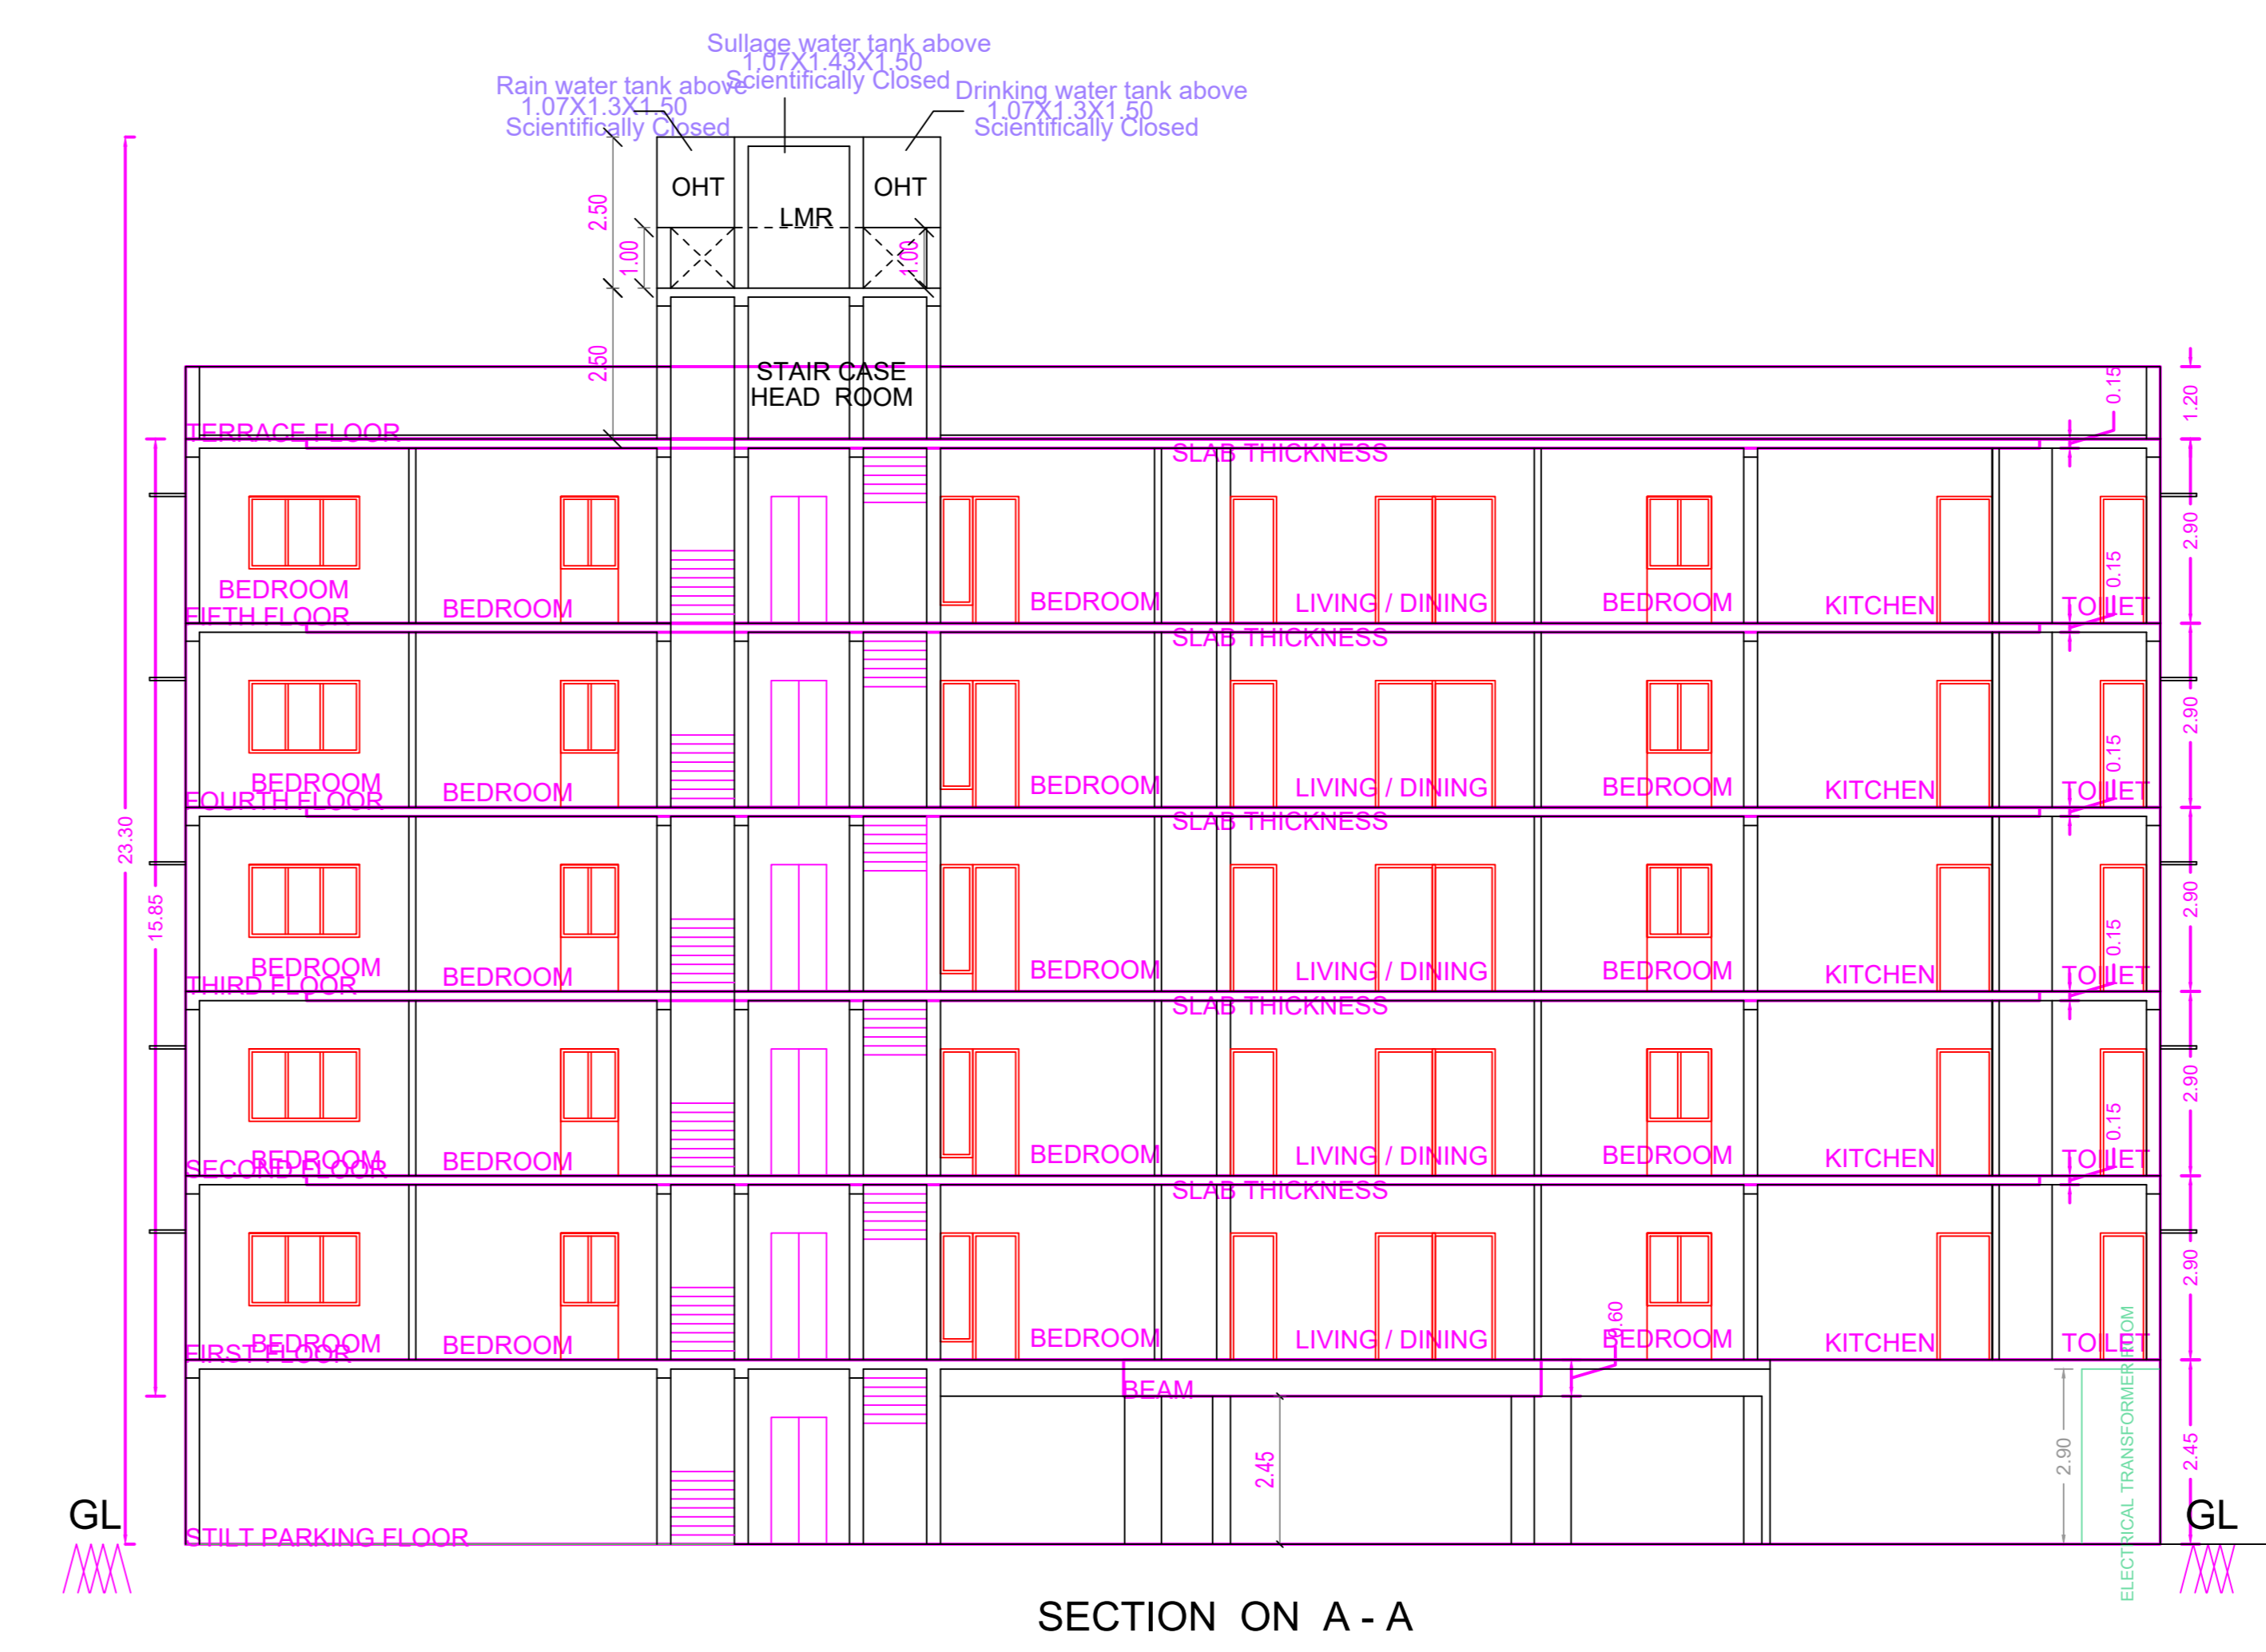 Sullage water tank above
1.07X1.43X1.50
Scientifically Closed
Rain water tank above
1.07X1.3X1.50
Scientifically Closed
Drinking water tank above
1.07X1.3X1.50
Scientifically Closed
OHT
OHT
LMR
2.50
1.00
1.00
2.50
STAIR CASE
HEAD ROOM
0.15
1.20
TERRACE FLOOR
SLAB THICKNESS
2.90
BEDROOM
BEDROOM
BEDROOM
LIVING / DINING
BEDROOM
KITCHEN
TOILET
0.15
FIFTH FLOOR
SLAB THICKNESS
2.90
BEDROOM
BEDROOM
BEDROOM
LIVING / DINING
BEDROOM
KITCHEN
TOILET
0.15
FOURTH FLOOR
SLAB THICKNESS
23.30
15.85
2.90
BEDROOM
BEDROOM
BEDROOM
LIVING / DINING
BEDROOM
KITCHEN
TOILET
0.15
THIRD FLOOR
SLAB THICKNESS
2.90
BEDROOM
BEDROOM
BEDROOM
LIVING / DINING
BEDROOM
KITCHEN
TOILET
0.15
SECOND FLOOR
SLAB THICKNESS
2.90
BEDROOM
BEDROOM
BEDROOM
LIVING / DINING
BEDROOM
KITCHEN
TOILET
0.60
FIRST FLOOR
BEAM
2.45
2.90
ELECTRICAL TRANSFORMER ROOM
2.45
GL
GL
STILT PARKING FLOOR
SECTION ON A - A